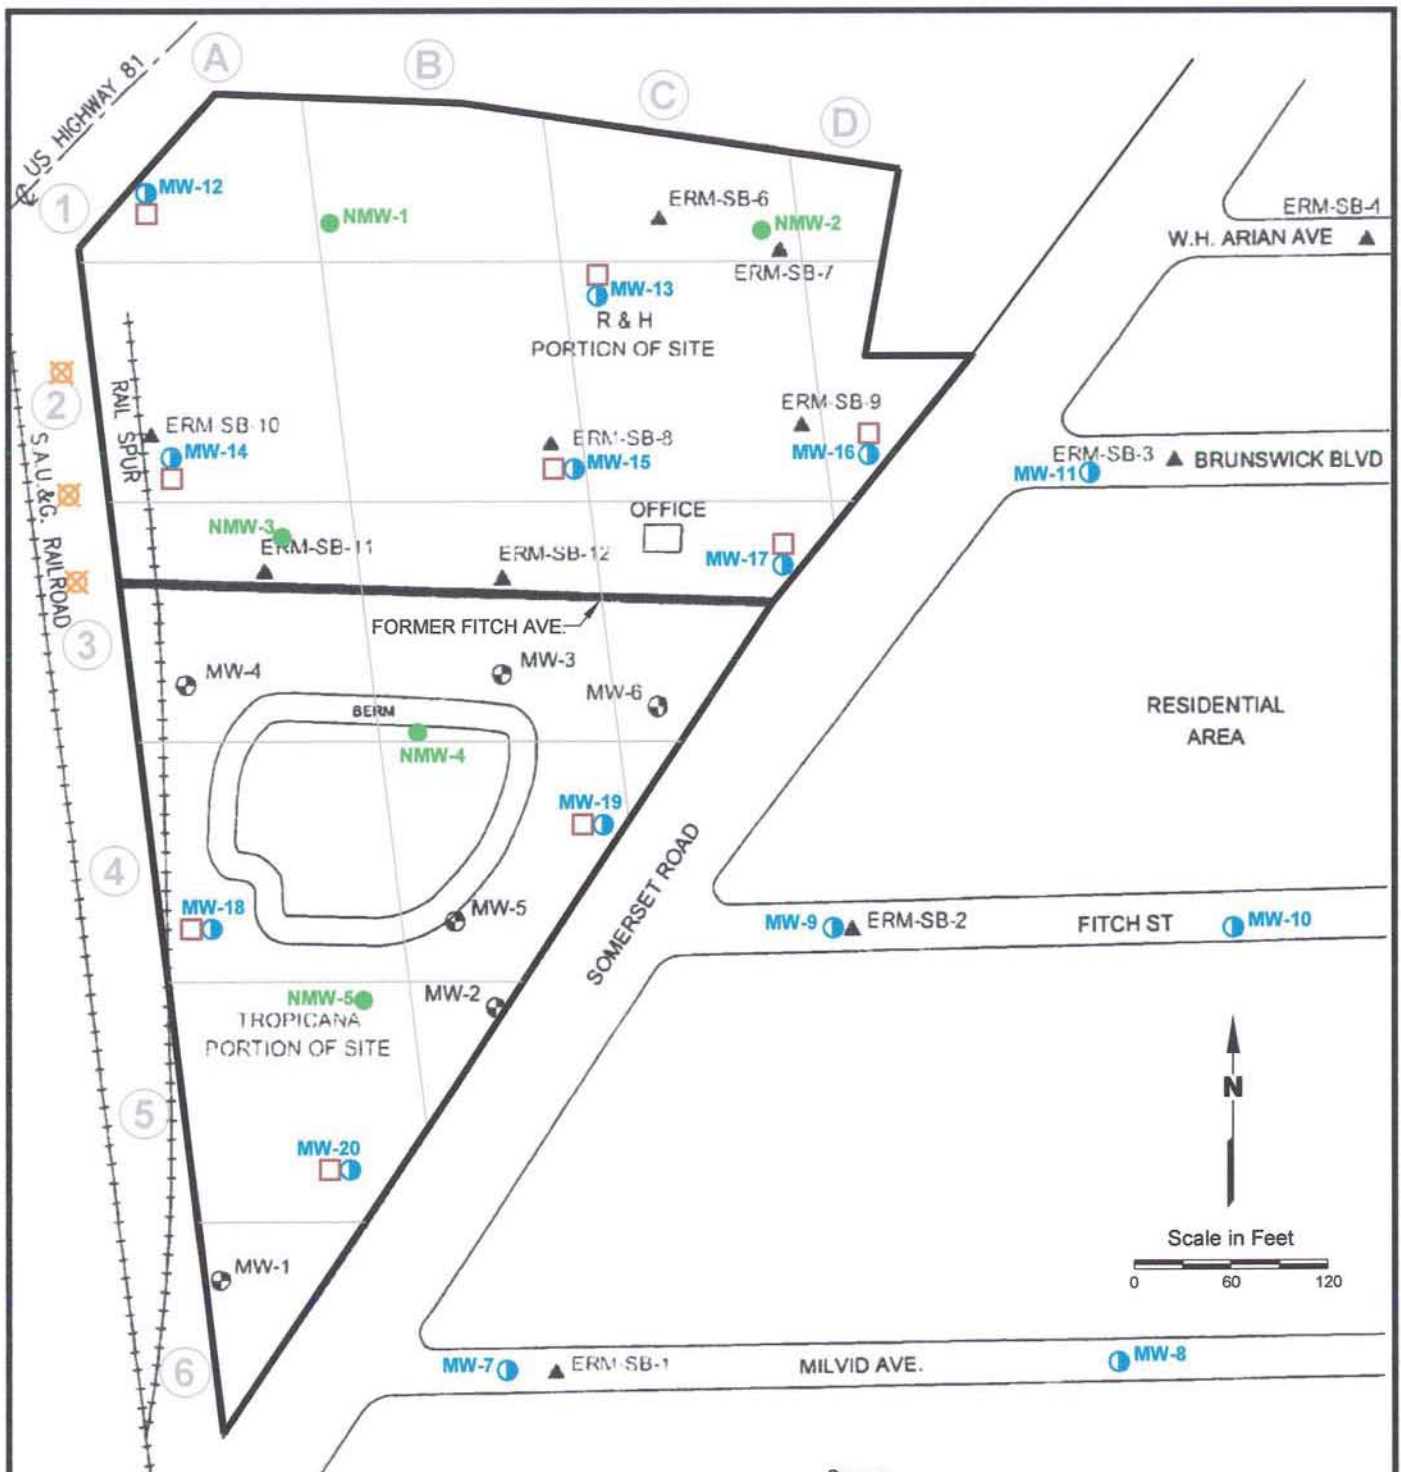 A
B
C
D
US HIGHWAY 81
1
MW-12
NMW-1
ERM-SB-6
NMW-2
ERM-SB-7
ERM-SB-4
W.H. ARIAN AVE
MW-13
R & H
PORTION OF SITE
2
RAIL SPUR
S.A.U.&G. RAILROAD
ERM-SB-10
MW-14
ERM-SB-8
MW-15
ERM-SB-9
MW-16
ERM-SB-3
MW-11
BRUNSWICK BLVD
OFFICE
NMW-3
ERM-SB-11
ERM-SB-12
MW-17
FORMER FITCH AVE.
3
MW-4
MW-3
MW-6
BERM
NMW-4
RESIDENTIAL
AREA
MW-19
4
MW-18
MW-5
SOMERSET ROAD
MW-9
ERM-SB-2
FITCH ST
MW-10
NMW-5
MW-2
TROPICANA
PORTION OF SITE
N
5
MW-20
Scale in Feet
0 60 120
MW-1
6
MW-7
ERM-SB-1
MILVID AVE.
MW-8